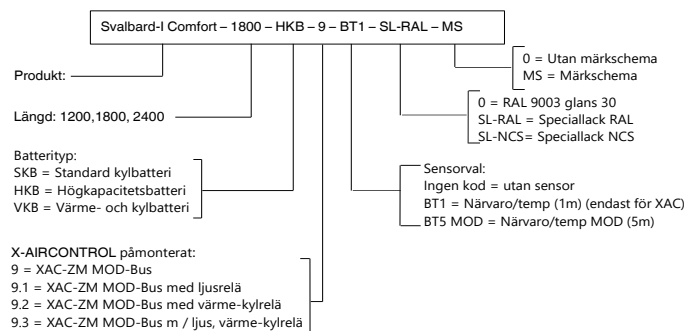 Svalbard-I Comfort – 1800 – HKB – 9 – BT1 – SL-RAL – MS
0 = Utan märkschema
MS = Märkschema
Produkt:
0 = RAL 9003 glans 30
SL-RAL = Speciallack RAL
SL-NCS= Speciallack NCS
Längd: 1200,1800, 2400
Batterityp:
SKB = Standard kylbatteri
HKB = Högkapacitetsbatteri
VKB = Värme- och kylbatteri
Sensorval:
Ingen kod = utan sensor
BT1 = Närvaro/temp (1m) (endast för XAC)
BT5 MOD = Närvaro/temp MOD (5m)
X-AIRCONTROL påmonterat:
9 = XAC-ZM MOD-Bus
9.1 = XAC-ZM MOD-Bus med ljusrelä
9.2 = XAC-ZM MOD-Bus med värme-kylrelä
9.3 = XAC-ZM MOD-Bus m / ljus, värme-kylrelä